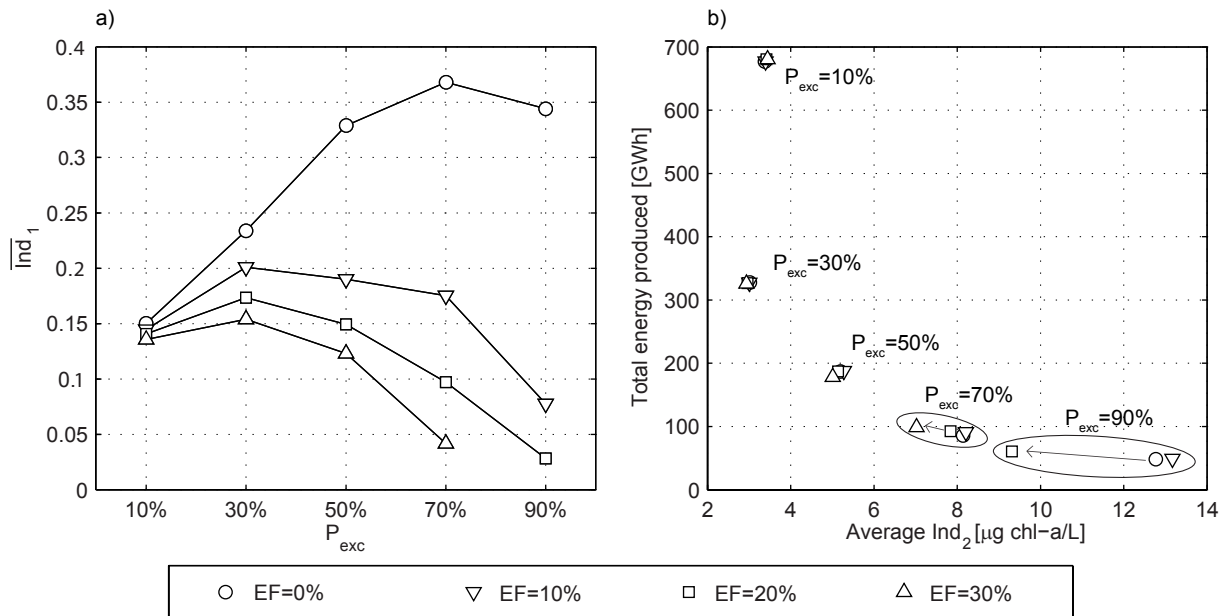 a)
0.4
0.35
0.3
0.25
0.2
0.15
0.1
0.05
0
Ind 1
10% 30% 50% 70% 90%
Pexc
b)
700
600
500
400
300
200
100
0
Total energy produced [GWh]
Pexc=10%
Pexc=30%
Pexc=50%
Pexc=70%
Pexc=90%
2 4 6 8 10 12 14
Average Ind2 [μg chl−a/L]
EF=0% EF=10% EF=20% EF=30%